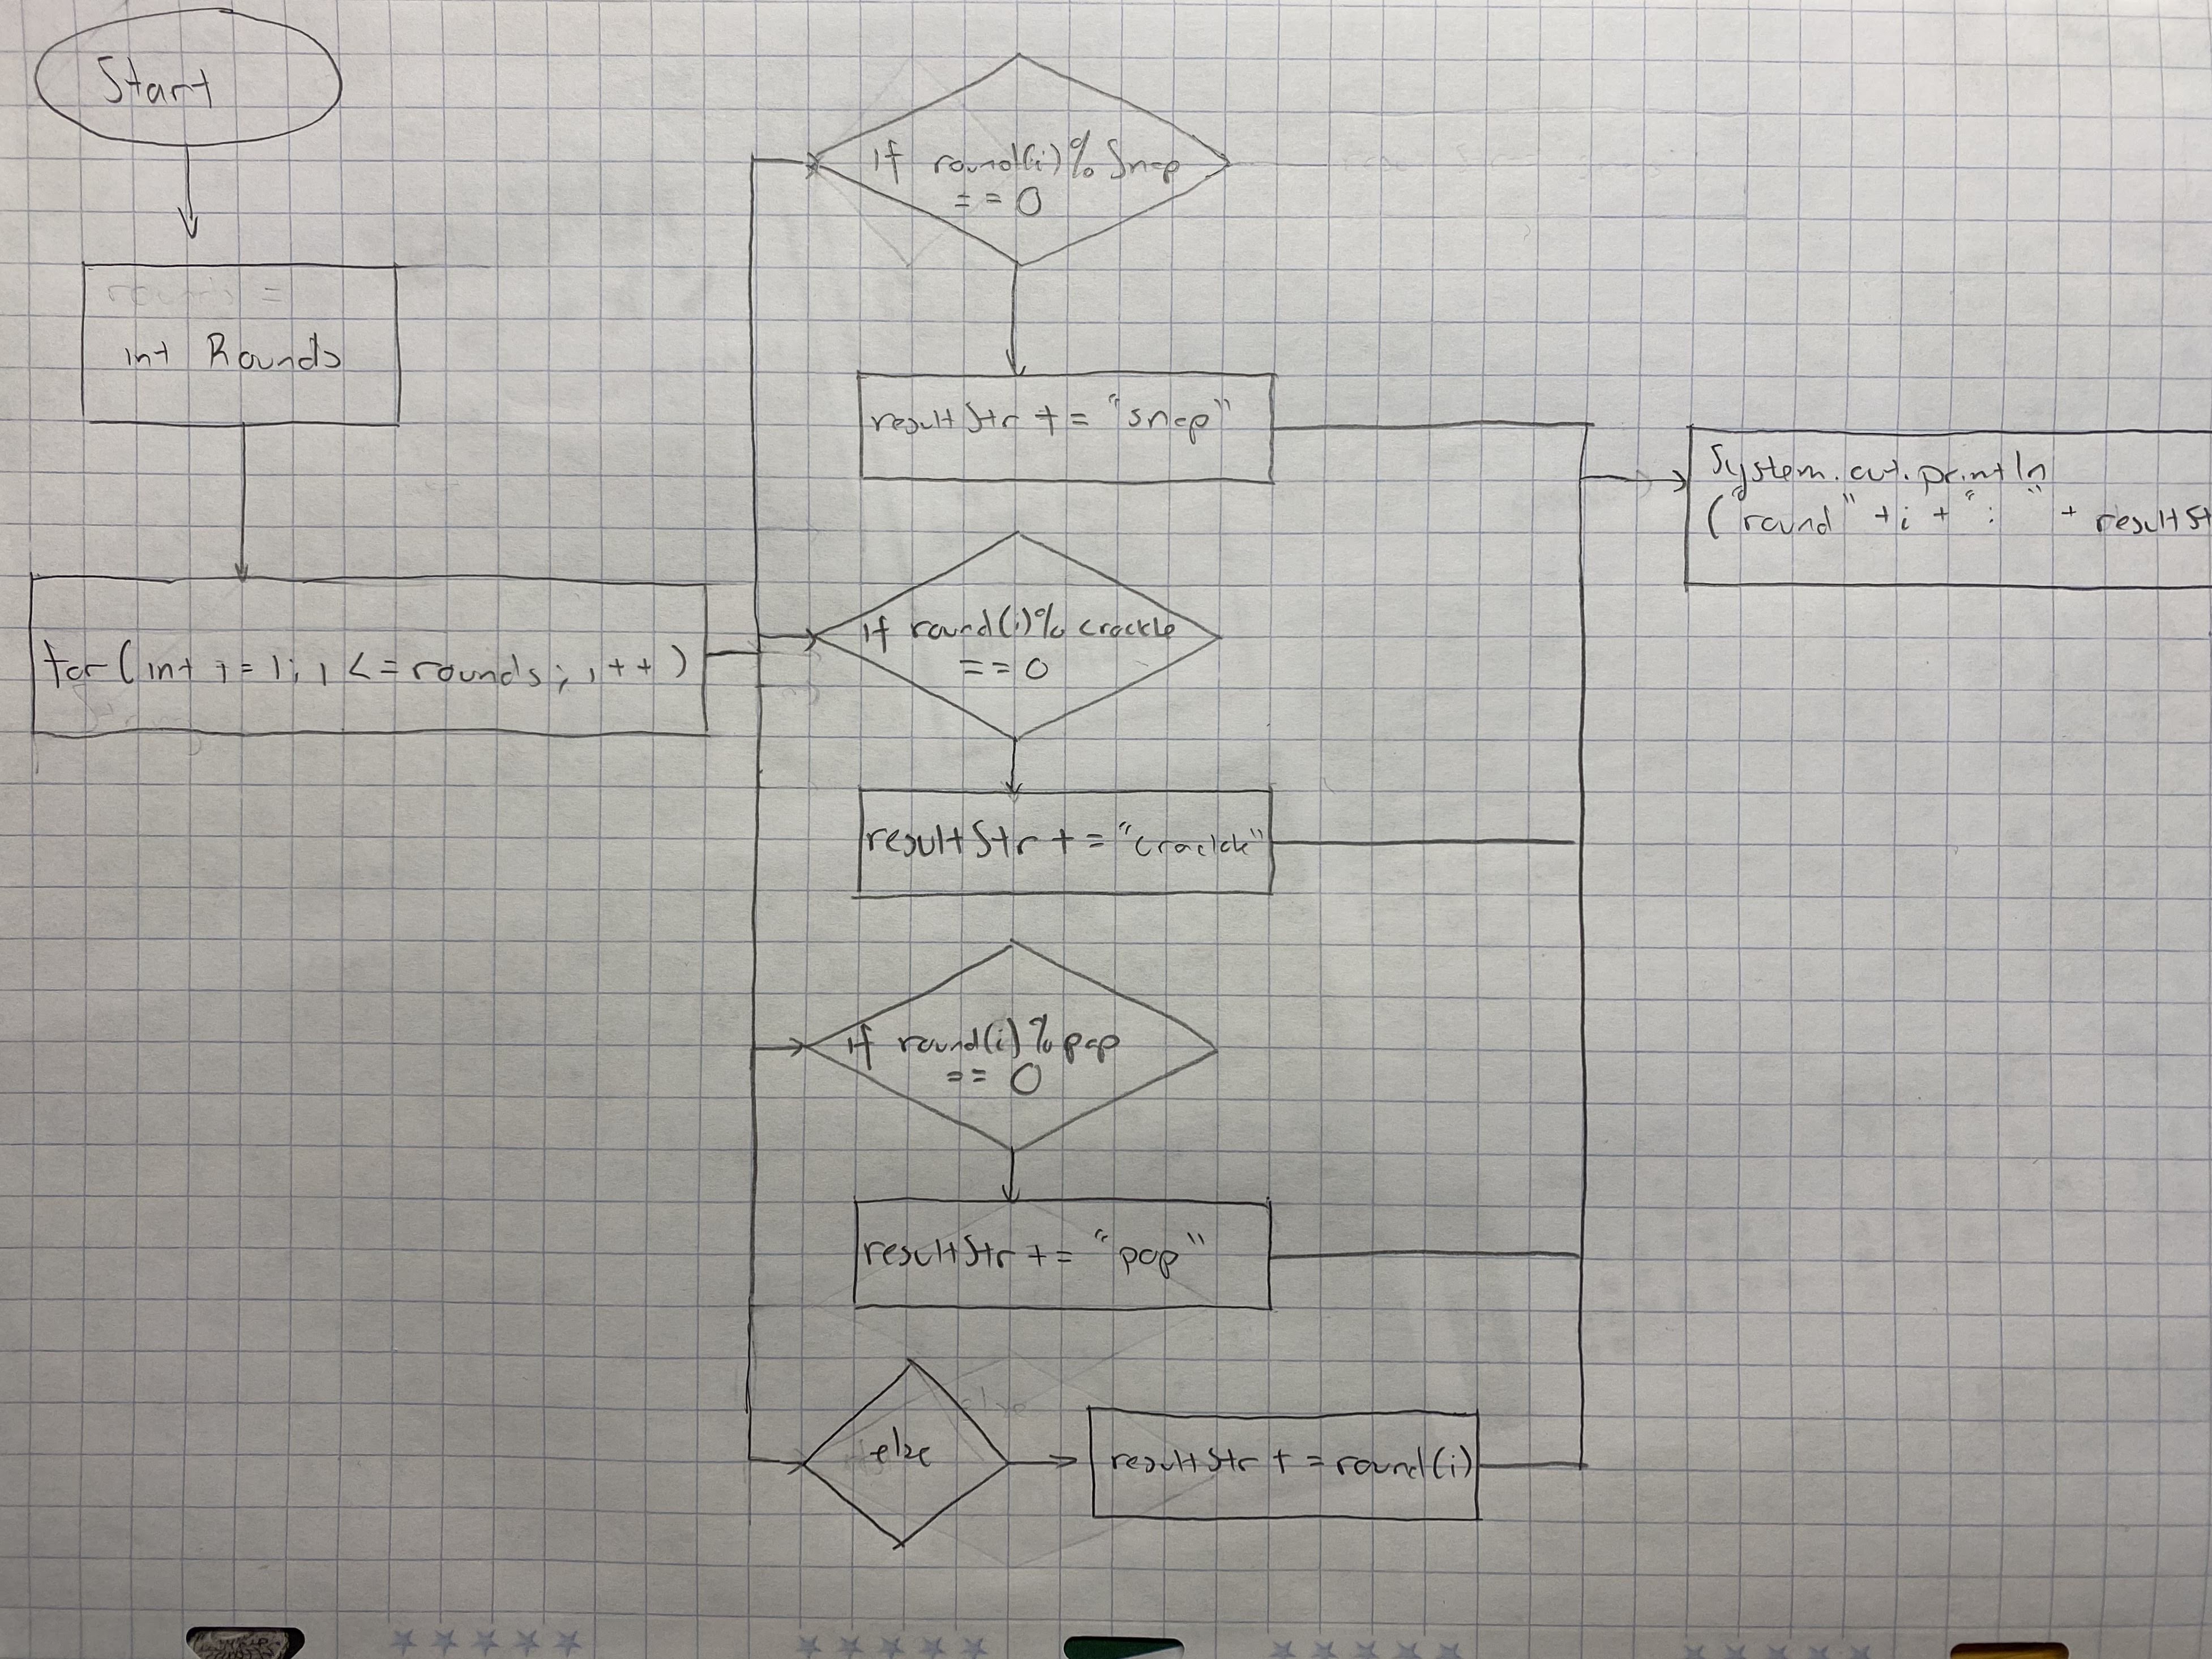 Start
int Rounds
for(int i=1; i<=rounds; i++)
if round(i)% Snap
== 0
resultStr += "snap"
if round(i)% crackle
== 0
resultStr += "crackle"
if round(i)% pop
== 0
resultStr += "pop"
else
resultStr += round(i)
System.out.println
("round" +i + ": " + resultSt